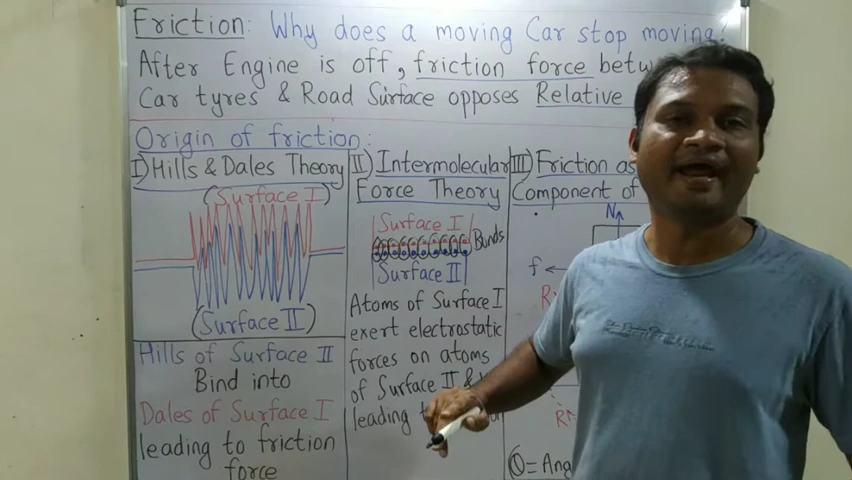 Friction: Why does a moving Car stop moving?
After Engine is off, friction force
Car tyres & Road Surface opposes Relative
Origin of friction:
I) Hills & Dales Theory
(Surface I)
(Surface II)
Hills of Surface II
Bind into
Dales of Surface I
leading to friction
force
II) Intermolecular
Force Theory
Surface I
Bonds
Surface II
Atoms of Surface I
exert electrostatic
forces on atoms
of Surface II &
leading
III) Friction as
Component of
N
f
R
R
= Ang